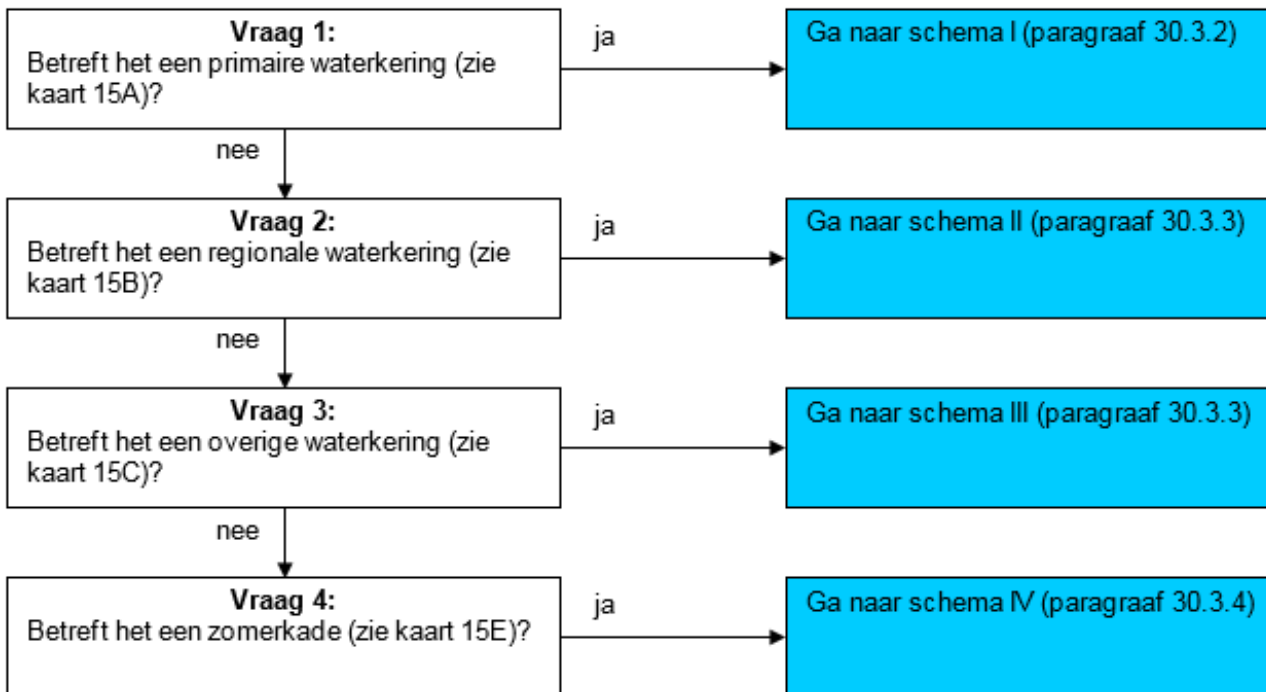 Vraag 1:
Betreft het een primaire waterkering (zie
kaart 15A)?
ja
Ga naar schema I (paragraaf 30.3.2)
nee
Vraag 2:
Betreft het een regionale waterkering (zie
kaart 15B)?
ja
Ga naar schema II (paragraaf 30.3.3)
nee
Vraag 3:
Betreft het een overige waterkering (zie
kaart 15C)?
ja
Ga naar schema III (paragraaf 30.3.3)
nee
Vraag 4:
Betreft het een zomerkade (zie kaart 15E)?
ja
Ga naar schema IV (paragraaf 30.3.4)